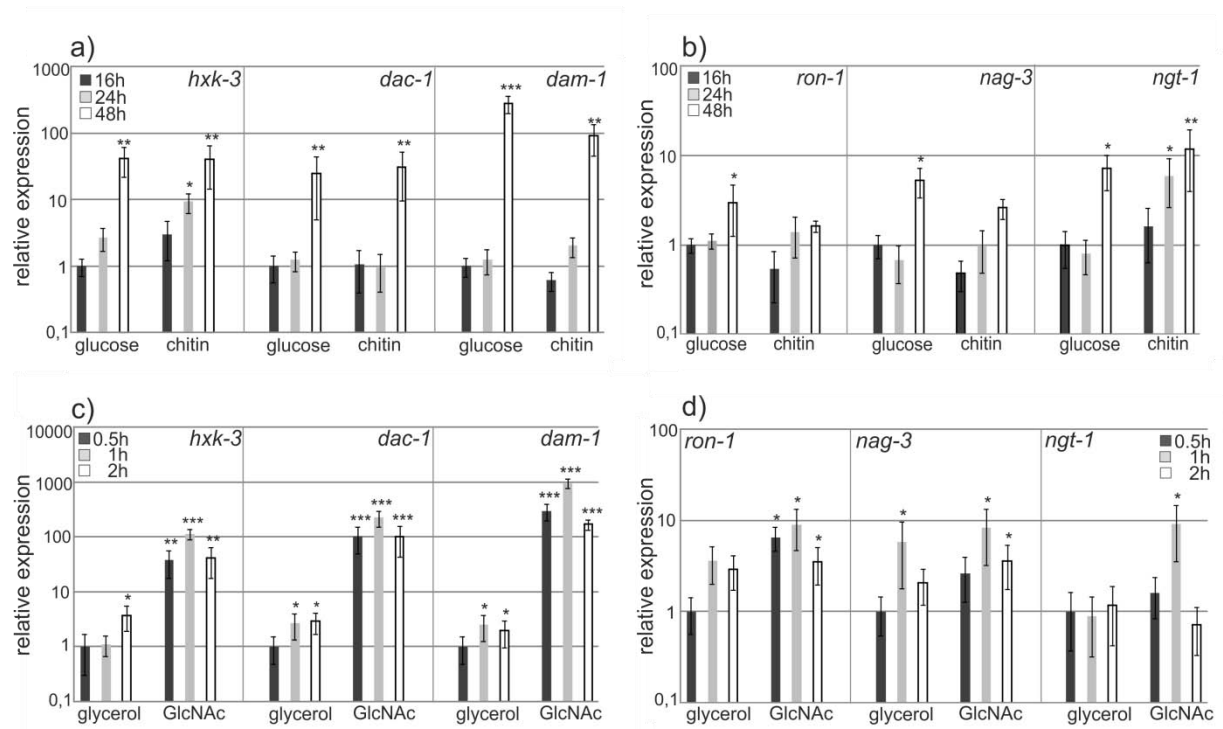 a)
relative expression
1000
100
10
1
0,1
16h
24h
48h
hxk-3
dac-1
dam-1
** ** * ** ** *** **
glucose chitin glucose chitin glucose chitin
b)
relative expression
100
10
1
0,1
16h
24h
48h
ron-1
nag-3
ngt-1
* * * * **
glucose chitin glucose chitin glucose chitin
c)
relative expression
10000
1000
100
10
1
0,1
0.5h
1h
2h
hxk-3
dac-1
dam-1
* ** *** ** * * *** *** *** * * *** *** ***
glycerol GlcNAc glycerol GlcNAc glycerol GlcNAc
d)
relative expression
100
10
1
0,1
ron-1
nag-3
ngt-1
0.5h
1h
2h
* * * * * * *
glycerol GlcNAc glycerol GlcNAc glycerol GlcNAc